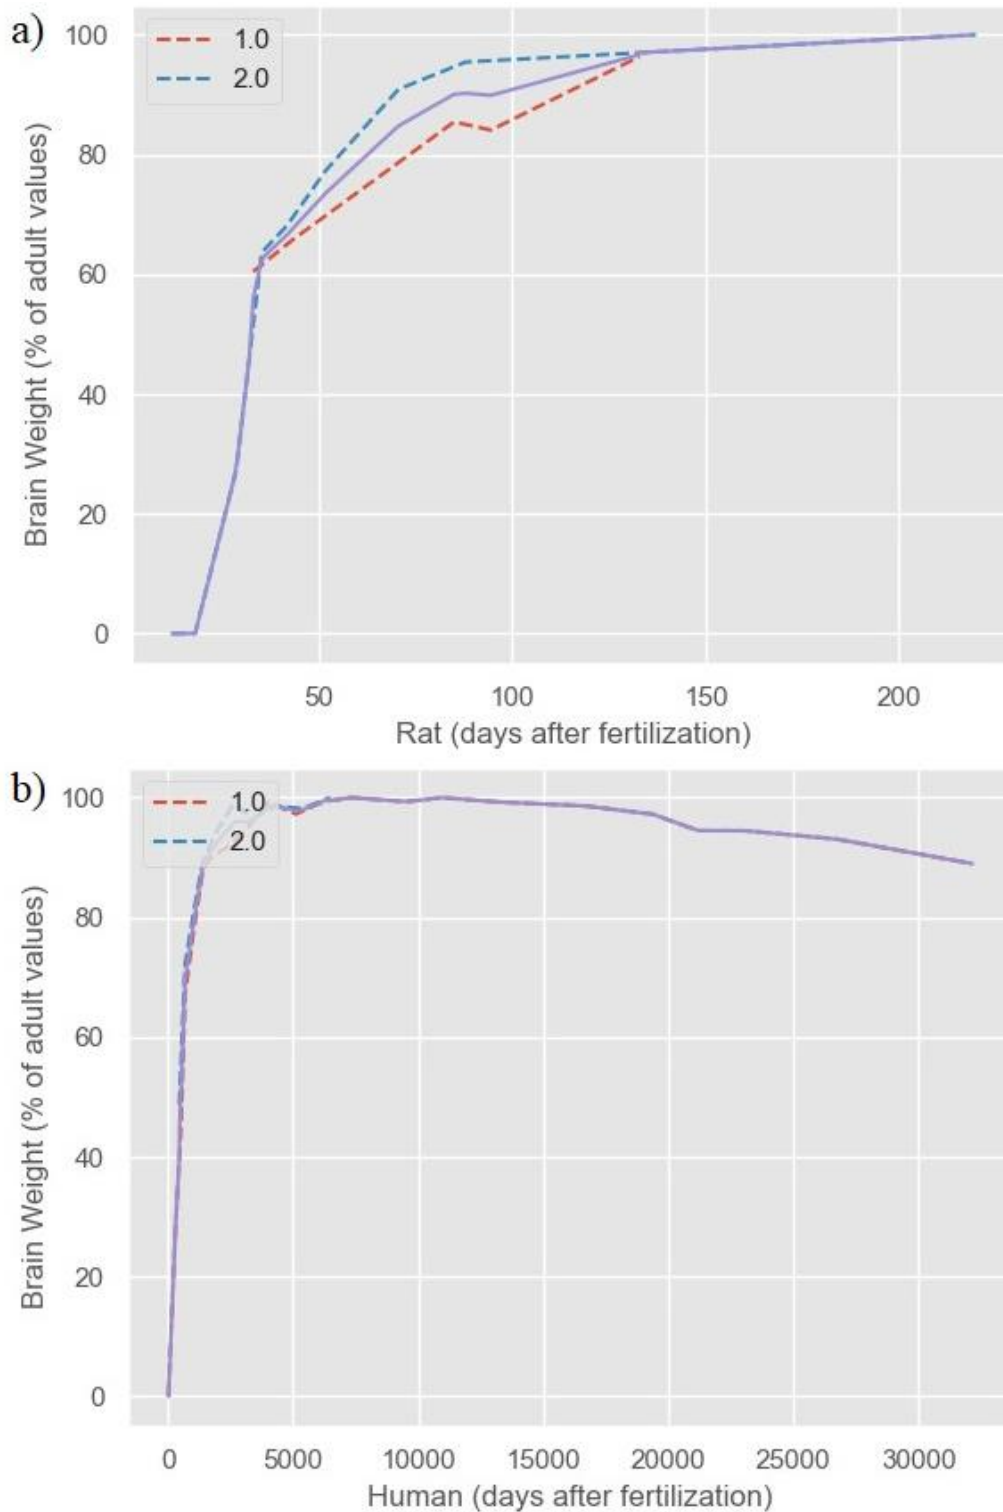 a)
100
80
60
40
20
0
Brain Weight (% of adult values)
1.0
2.0
50 100 150 200
Rat (days after fertilization)
b)
100
80
60
40
20
0
Brain Weight (% of adult values)
1.0
2.0
0 5000 10000 15000 20000 25000 30000
Human (days after fertilization)